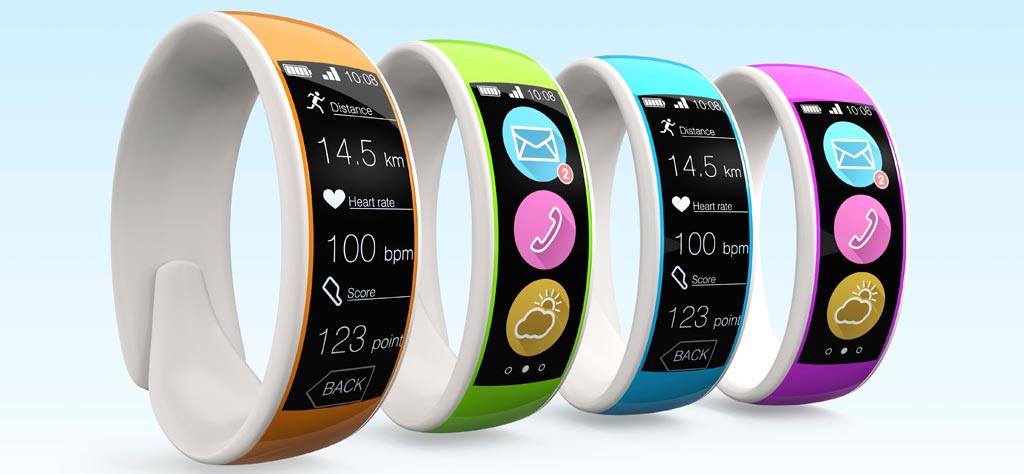 10:08
Distance
14.5 km
Heart rate
100 bpm
Score
123 point
BACK
10:08
2
10:08
Distance
14.5 km
Heart rate
100 bpm
Score
123 point
BACK
10:08
2